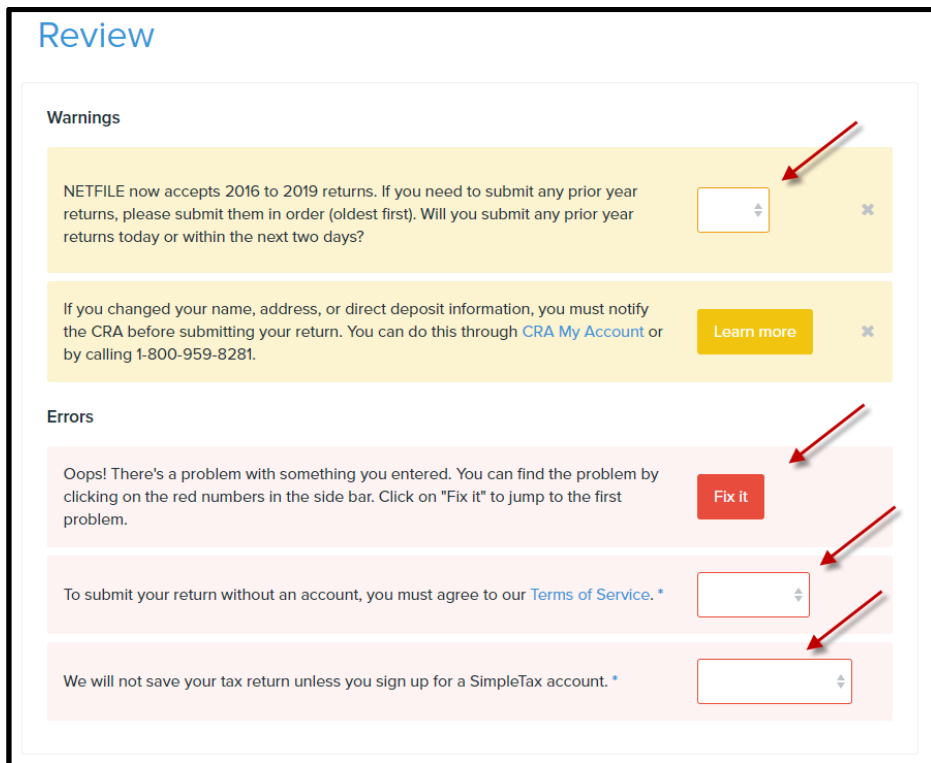 Review
Warnings
NETFILE now accepts 2016 to 2019 returns. If you need to submit any prior year
returns, please submit them in order (oldest first). Will you submit any prior year
returns today or within the next two days?
If you changed your name, address, or direct deposit information, you must notify
the CRA before submitting your return. You can do this through CRA My Account or
by calling 1-800-959-8281.
Learn more
Errors
Oops! There's a problem with something you entered. You can find the problem by
clicking on the red numbers in the side bar. Click on "Fix it" to jump to the first
problem.
Fix it
To submit your return without an account, you must agree to our Terms of Service. *
We will not save your tax return unless you sign up for a SimpleTax account. *